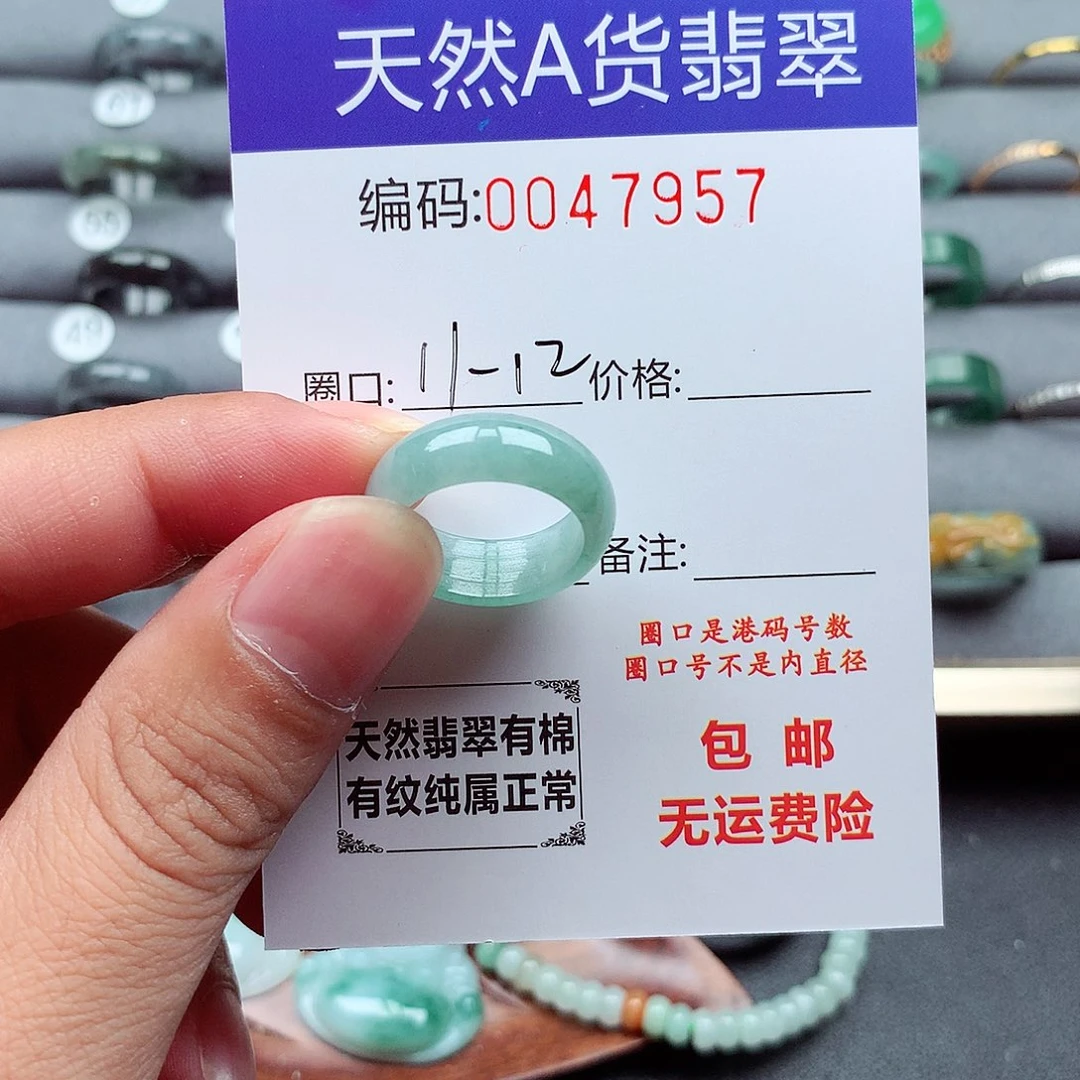 天然A货翡翠
编码:0047957
圈口: 11-12 价格:
备注:
圈口是港码号数
圈口号不是内直径
天然翡翠有棉
有纹纯属正常
包 邮
无运费险
49